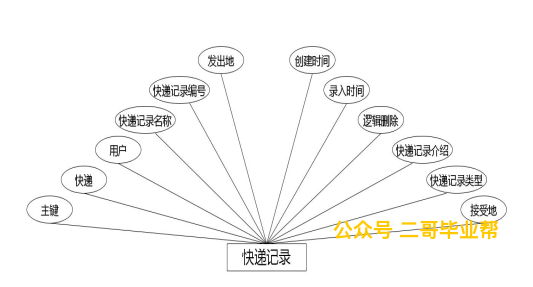 发出地
创建时间
快递记录编号
录入时间
快递记录名称
逻辑删除
用户
快递记录介绍
快递
快递记录类型
主键
接受地
公众号 二哥毕业帮
快递记录